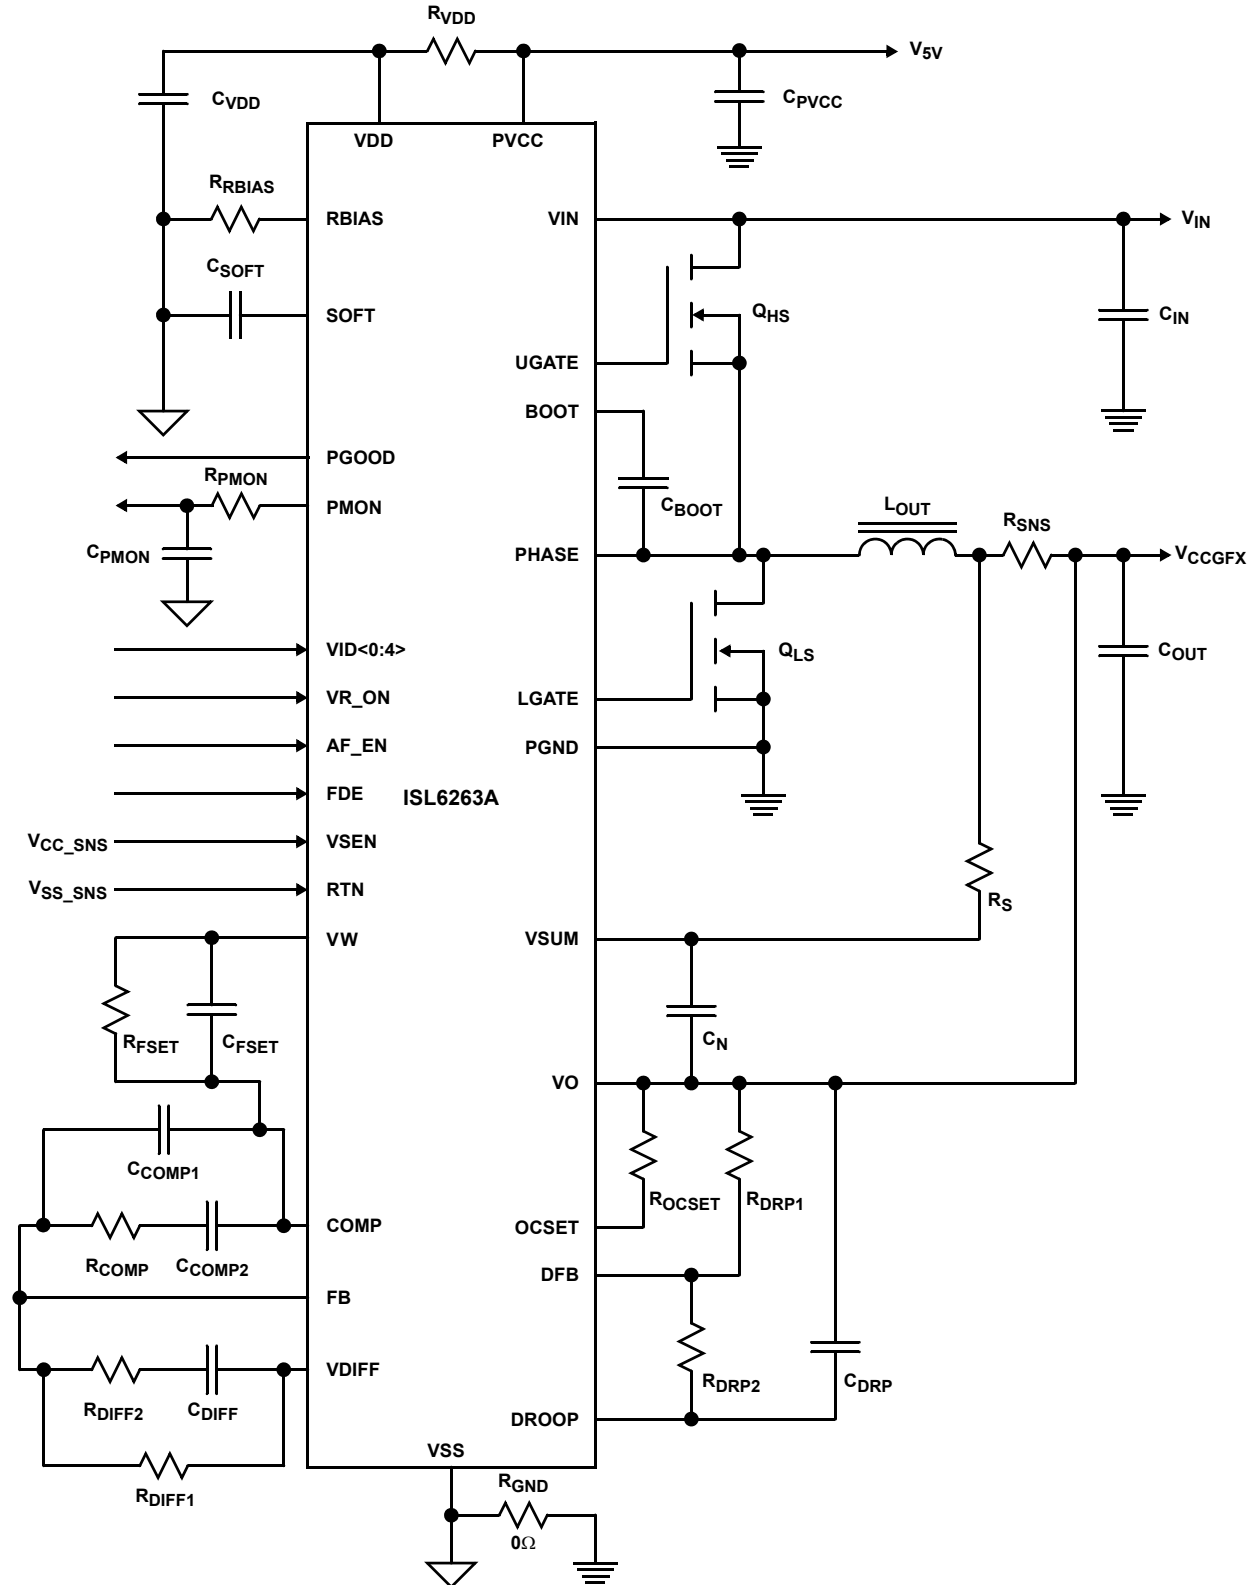 RVDD
V5V
CVDD
CPVCC
VDD
PVCC
RRBIAS
RBIAS
VIN
VIN
CSOFT
SOFT
QHS
CIN
UGATE
BOOT
PGOOD
RPMON
PMON
CBOOT
LOUT
RSNS
CPMON
PHASE
VCCGFX
VID<0:4>
QLS
COUT
VR_ON
LGATE
AF_EN
PGND
FDE
ISL6263A
VCC_SNS
VSEN
VSS_SNS
RTN
RS
VW
VSUM
RFSET
CFSET
CN
VO
CCOMP1
ROCSET
RDRP1
COMP
OCSET
RCOMP
CCOMP2
DFB
FB
VDIFF
RDRP2
CDRP
RDIFF2
CDIFF
DROOP
VSS
RDIFF1
RGND
0Ω